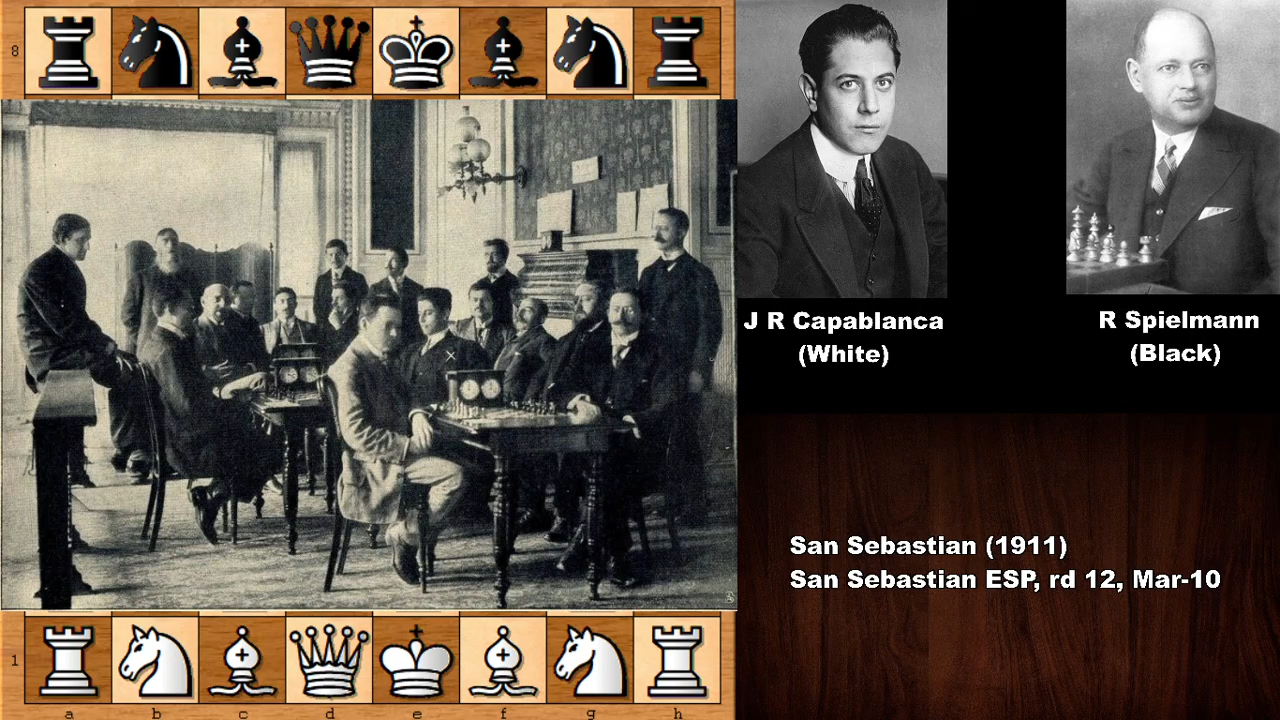 8
J R Capablanca
(White)
R Spielmann
(Black)
San Sebastian (1911)
San Sebastian ESP, rd 12, Mar-10
1
a b c d e f g h